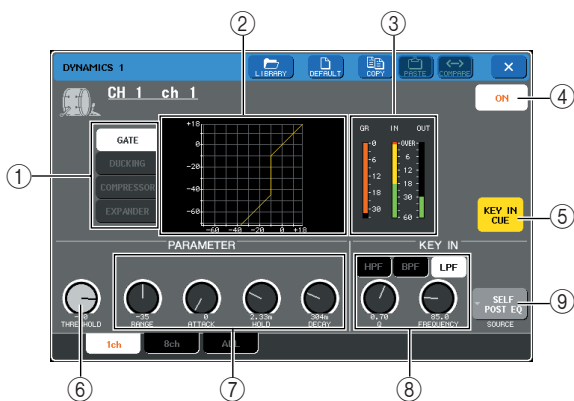 ② ③
DYNAMICS 1 LIBRARY DEFAULT COPY PASTE COMPARE ×
CH 1 ch 1
ON ④
①
GATE
DUCKING
COMPRESSOR
EXPANDER
+18
0
-20
-40
-60
-60 -40 -20 0 +18
GR IN OUT
0 OVER
6 6
12 12
18 18
30 30
60
KEY IN
CUE ⑤
PARAMETER KEY IN
HPF BPF LPF
-35 0 2.33m 304m 0.70 85.0
THRESHOLD RANGE ATTACK HOLD DECAY Q FREQUENCY
SELF
POST EQ ⑨
SOURCE
1ch 8ch ALL
⑥ ⑦ ⑧